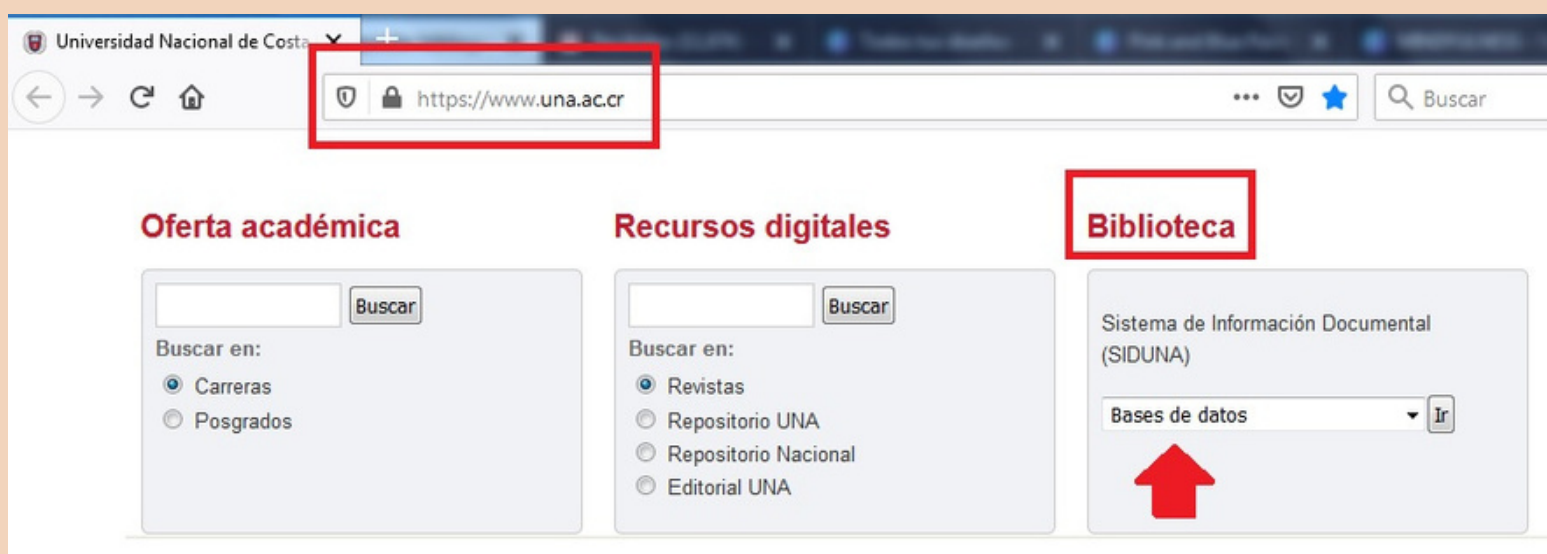 Universidad Nacional de Costa
https://www.una.ac.cr
Buscar
Oferta académica
Buscar
Buscar en:
Carreras
Posgrados
Recursos digitales
Buscar
Buscar en:
Revistas
Repositorio UNA
Repositorio Nacional
Editorial UNA
Biblioteca
Sistema de Información Documental
(SIDUNA)
Bases de datos
Ir